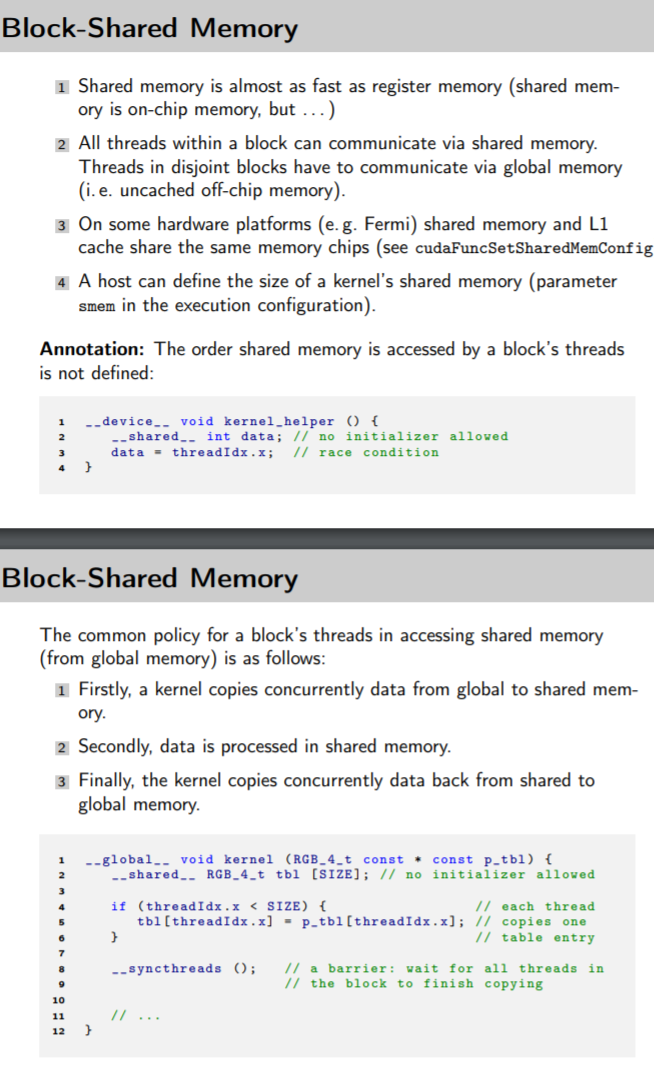 Block-Shared Memory
1 Shared memory is almost as fast as register memory (shared mem-
ory is on-chip memory, but ...)
2 All threads within a block can communicate via shared memory.
Threads in disjoint blocks have to communicate via global memory
(i. e. uncached off-chip memory).
3 On some hardware platforms (e. g. Fermi) shared memory and L1
cache share the same memory chips (see cudaFuncSetSharedMemConfig
4 A host can define the size of a kernel's shared memory (parameter
smem in the execution configuration).
Annotation: The order shared memory is accessed by a block's threads
is not defined:
1 __device__ void kernel_helper () {
2 __shared__ int data; // no initializer allowed
3 data = threadIdx.x; // race condition
4 }
Block-Shared Memory
The common policy for a block's threads in accessing shared memory
(from global memory) is as follows:
1 Firstly, a kernel copies concurrently data from global to shared mem-
ory.
2 Secondly, data is processed in shared memory.
3 Finally, the kernel copies concurrently data back from shared to
global memory.
1 __global__ void kernel (RGB_4_t const * const p_tbl) {
2 __shared__ RGB_4_t tbl [SIZE]; // no initializer allowed
3
4 if (threadIdx.x < SIZE) { // each thread
5 tbl[threadIdx.x] = p_tbl[threadIdx.x]; // copies one
6 } // table entry
7
8 __syncthreads (); // a barrier: wait for all threads in
9 // the block to finish copying
10
11 // ...
12 }